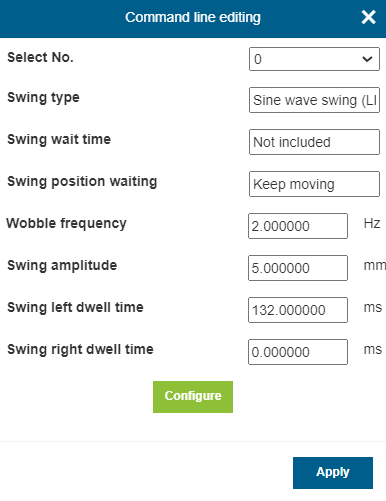 Command line editing
Select No. 0
Swing type Sine wave swing (LI
Swing wait time Not included
Swing position waiting Keep moving
Wobble frequency 2.000000 Hz
Swing amplitude 5.000000 mm
Swing left dwell time 132.000000 ms
Swing right dwell time 0.000000 ms
Configure
Apply